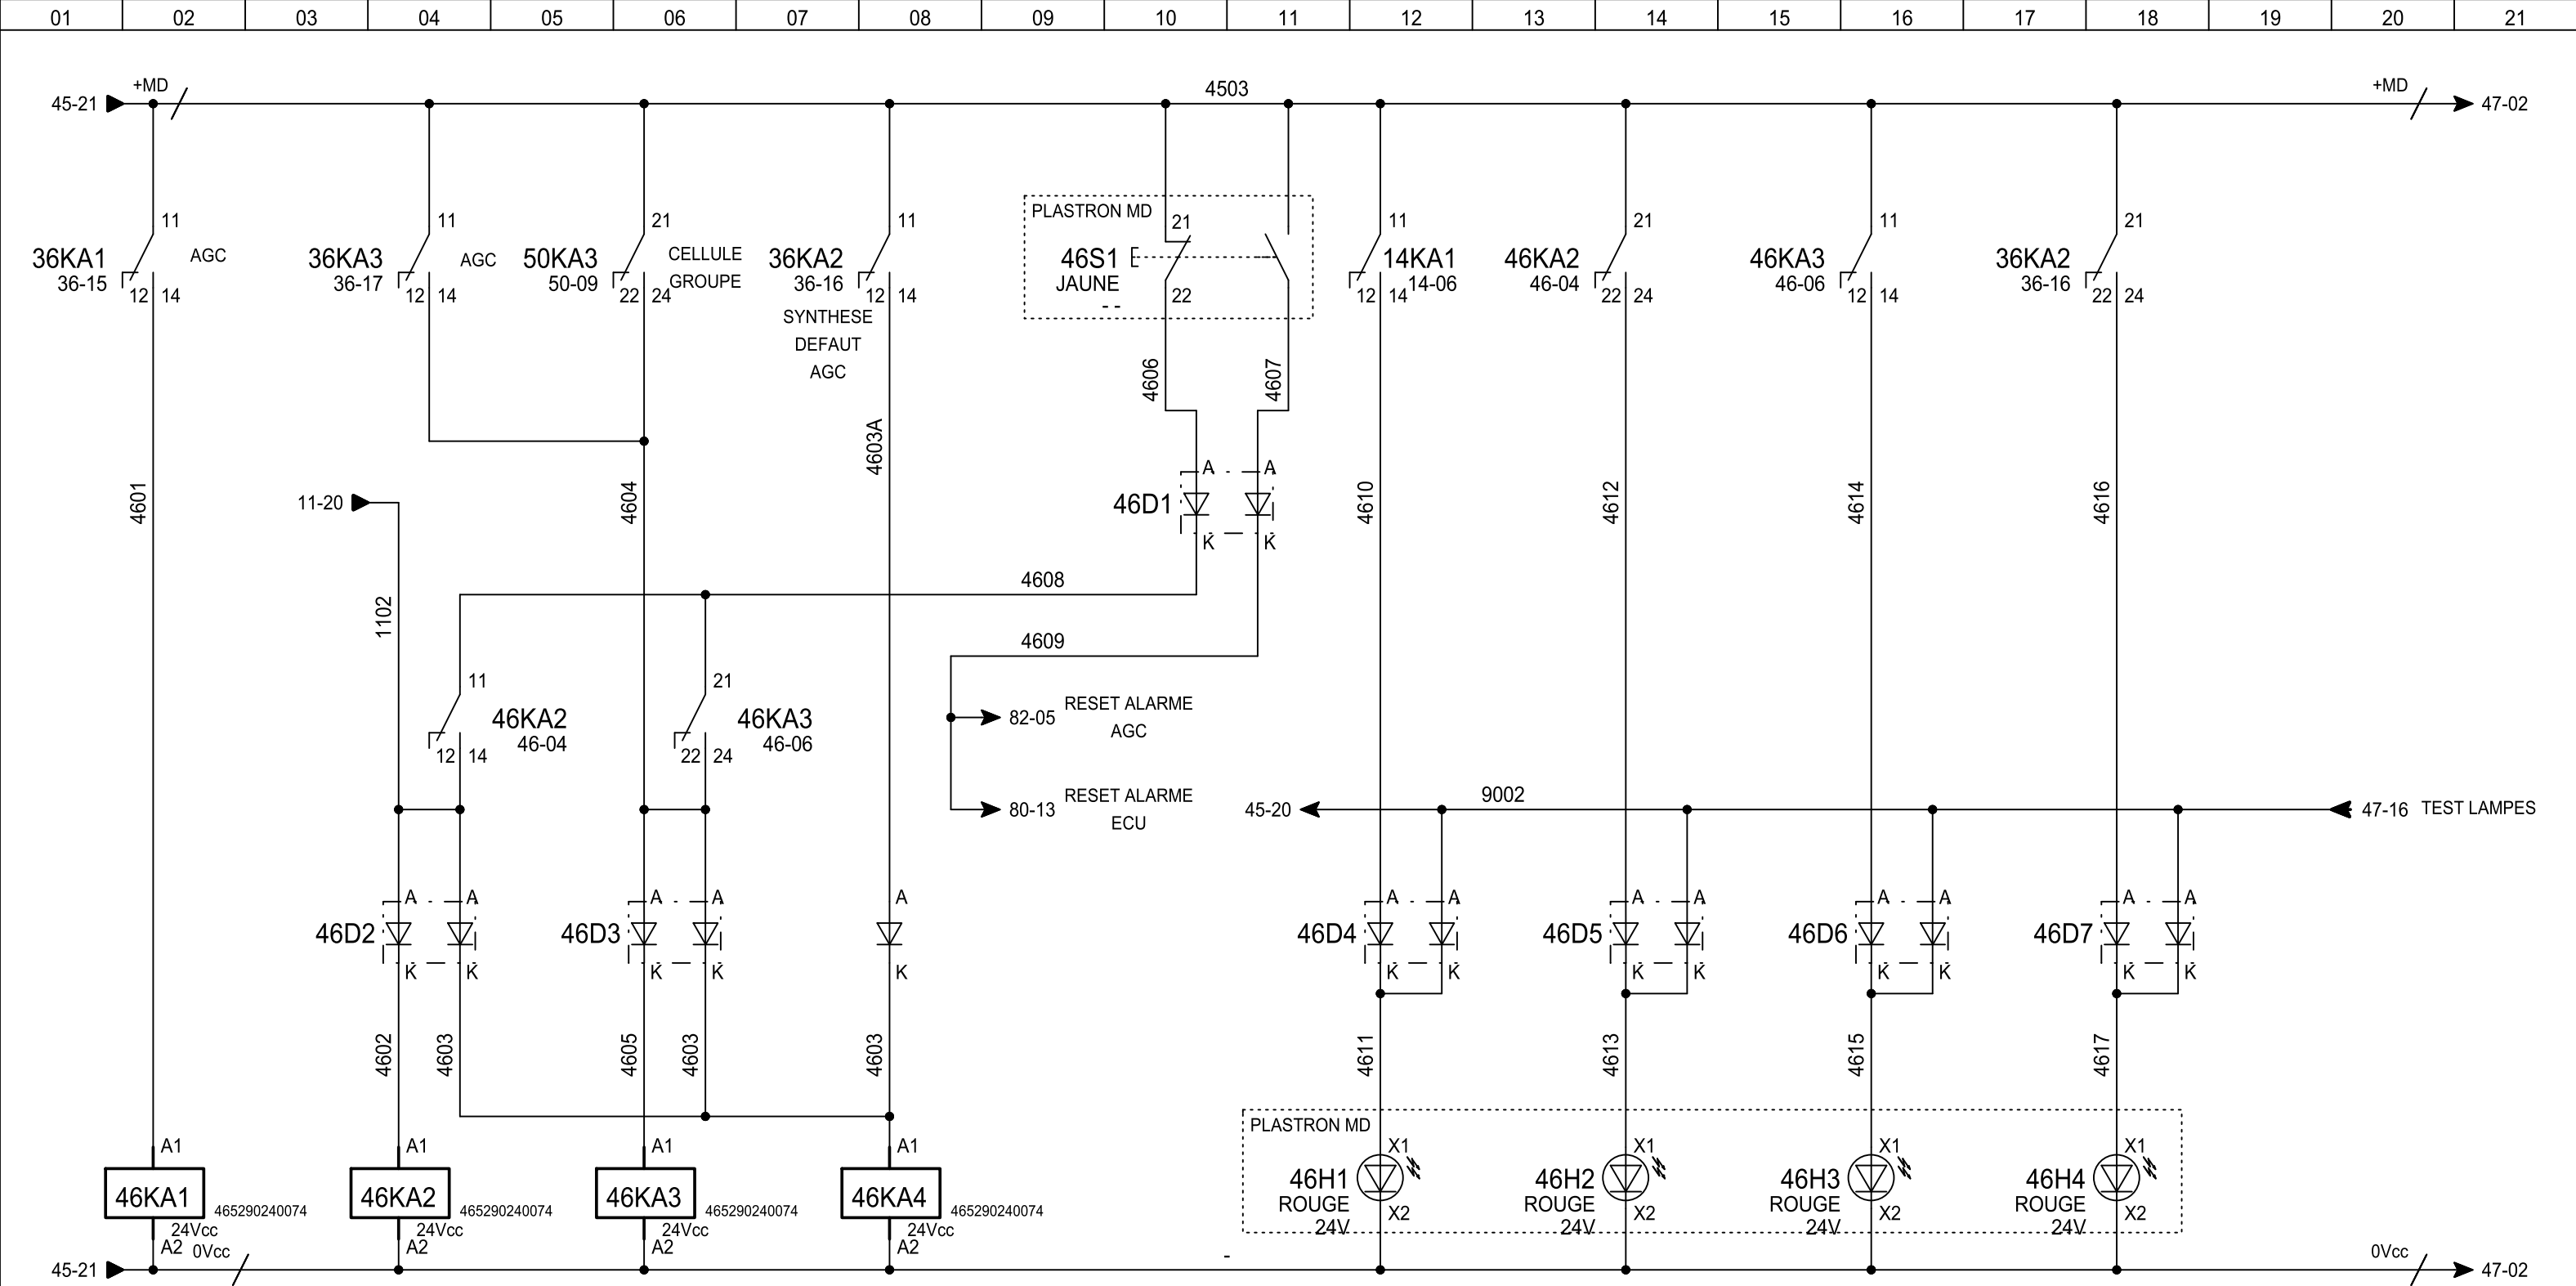 01 02 03 04 05 06 07 08 09 10 11 12 13 14 15 16 17 18 19 20 21
+MD 4503 +MD
45-21 47-02
11 11 21 11 21 11 21 11 21
PLASTRON MD
36KA1 AGC 36KA3 AGC 50KA3 CELLULE 36KA2 46S1 14KA1 46KA2 46KA3 36KA2
36-15 36-17 50-09 GROUPE 36-16 JAUNE 14-06 46-04 46-06 36-16
12 14 12 14 22 24 12 14 - - 22 12 14 22 24 12 14 22 24
SYNTHESE
DEFAUT
AGC
4606 4607
4603A
A A
46D1
K K
4601 11-20 4604 4610 4612 4614 4616
4608
1102
4609
11 21
46KA2 46KA3
46-04 46-06
12 14 22 24
82-05 RESET ALARME
AGC
80-13 RESET ALARME
ECU
45-20 9002 47-16 TEST LAMPES
A A A A A A A A A A A A A
46D2 46D3 46D4 46D5 46D6 46D7
K K K K K K K K K K K K K
4602 4603 4605 4603 4603 4611 4613 4615 4617
PLASTRON MD
A1 A1 A1 A1 X1 X1 X1 X1
46KA1 46KA2 46KA3 46KA4 46H1 46H2 46H3 46H4
465290240074 465290240074 465290240074 465290240074 ROUGE ROUGE ROUGE ROUGE
24Vcc 24Vcc 24Vcc 24Vcc 24V 24V 24V 24V
X2 X2 X2 X2
A2 0Vcc A2 A2 A2 - 0Vcc
45-21 47-02